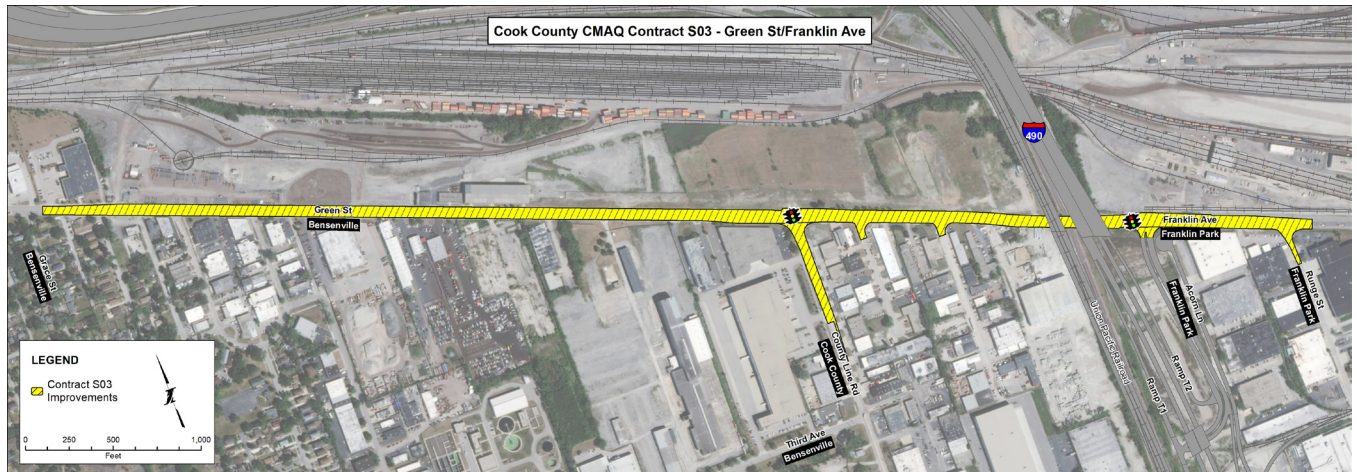 Cook County CMAQ Contract S03 - Green St/Franklin Ave
490
Green St
Bensenville
Franklin Ave
Franklin Park
Grace St
Bensenville
County Line Rd
Cook County
Union Pacific Railroad
Acorn Ln
Franklin Park
Runge St
Franklin Park
Ramp T1
Ramp T2
Third Ave
Bensenville
LEGEND
Contract S03
Improvements
N
0 250 500 1,000
Feet